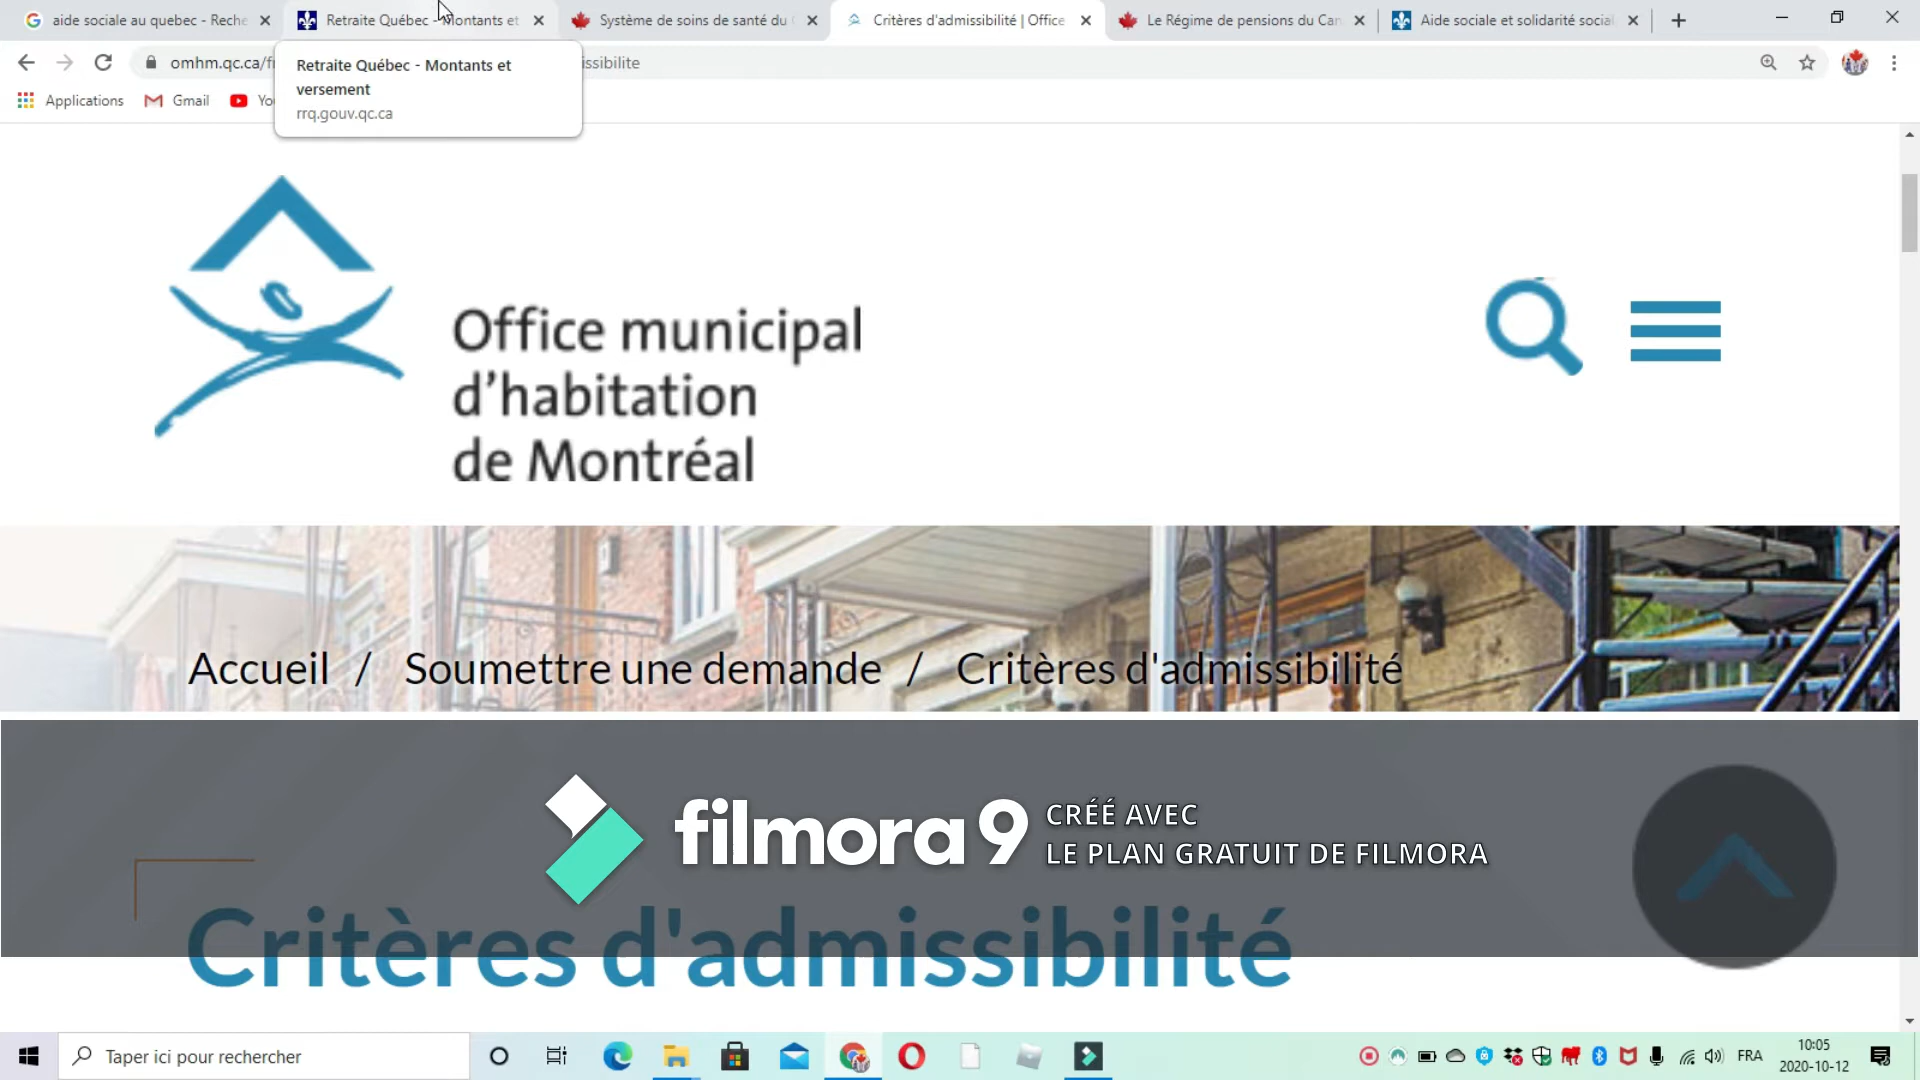 aide sociale au quebec - Reche
Retraite Québec - Montants et
Système de soins de santé du
Critères d'admissibilité | Office
Le Régime de pensions du Can
Aide sociale et solidarité social
omhm.qc.ca/fr
issibilite
Retraite Québec - Montants et
versement
rrq.gouv.qc.ca
Applications
Gmail
You
Office municipal
d'habitation
de Montréal
Accueil / Soumettre une demande / Critères d'admissibilité
filmora9
CRÉÉ AVEC
LE PLAN GRATUIT DE FILMORA
Critères d'admissibilité
Taper ici pour rechercher
FRA
10:05
2020-10-12